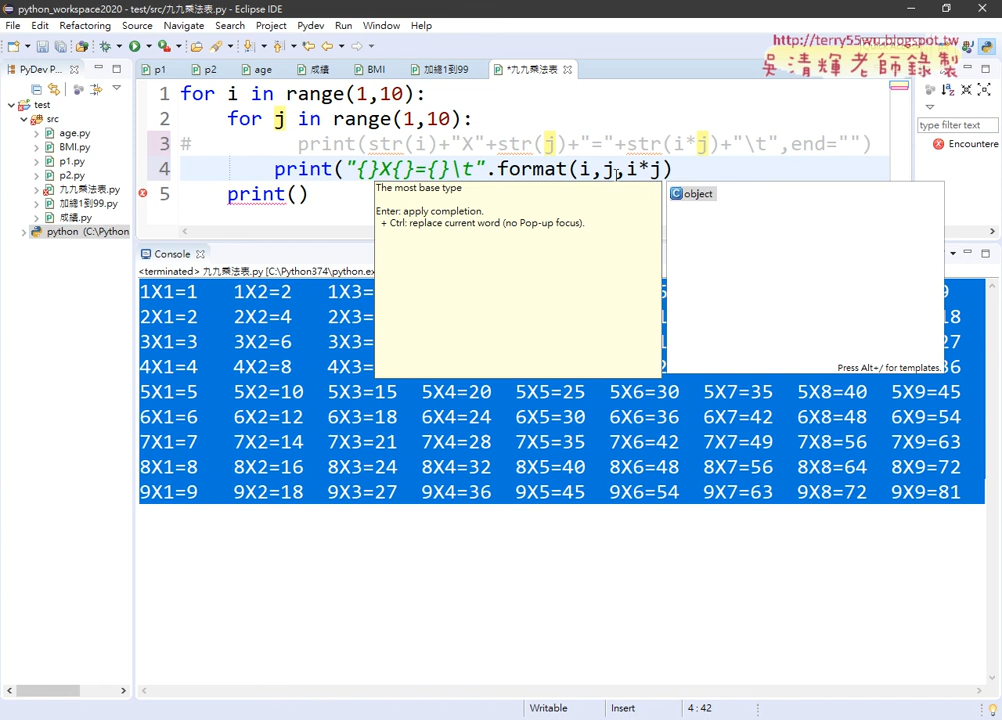 python_workspace2020 - test/src/九九乘法表.py - Eclipse IDE
File Edit Refactoring Source Navigate Search Project Pydev Run Window Help
http://terry55wu.blogspot.tw
吳清輝老師錄製
PyDev P...
p1 p2 age 成績 BMI 加總1到99 *九九乘法表
test
src
age.py
BMI.py
p1.py
p2.py
九九乘法表.py
加總1到99.py
成績.py
python (C:\Python
1 for i in range(1,10):
2 for j in range(1,10):
3 # print(str(i)+"X"+str(j)+"="+str(i*j)+"\t",end="")
4 print("{}X{}={}\t".format(i,j,i*j)
5 print()
type filter text
Encountere
The most base type
Enter: apply completion.
+ Ctrl: replace current word (no Pop-up focus).
object
Press Alt+/ for templates.
Console
<terminated> 九九乘法表.py [C:\Python374\python.ex
1X1=1 1X2=2 1X3= 9
2X1=2 2X2=4 2X3= 18
3X1=3 3X2=6 3X3= 27
4X1=4 4X2=8 4X3= 36
5X1=5 5X2=10 5X3=15 5X4=20 5X5=25 5X6=30 5X7=35 5X8=40 5X9=45
6X1=6 6X2=12 6X3=18 6X4=24 6X5=30 6X6=36 6X7=42 6X8=48 6X9=54
7X1=7 7X2=14 7X3=21 7X4=28 7X5=35 7X6=42 7X7=49 7X8=56 7X9=63
8X1=8 8X2=16 8X3=24 8X4=32 8X5=40 8X6=48 8X7=56 8X8=64 8X9=72
9X1=9 9X2=18 9X3=27 9X4=36 9X5=45 9X6=54 9X7=63 9X8=72 9X9=81
Writable Insert 4:42